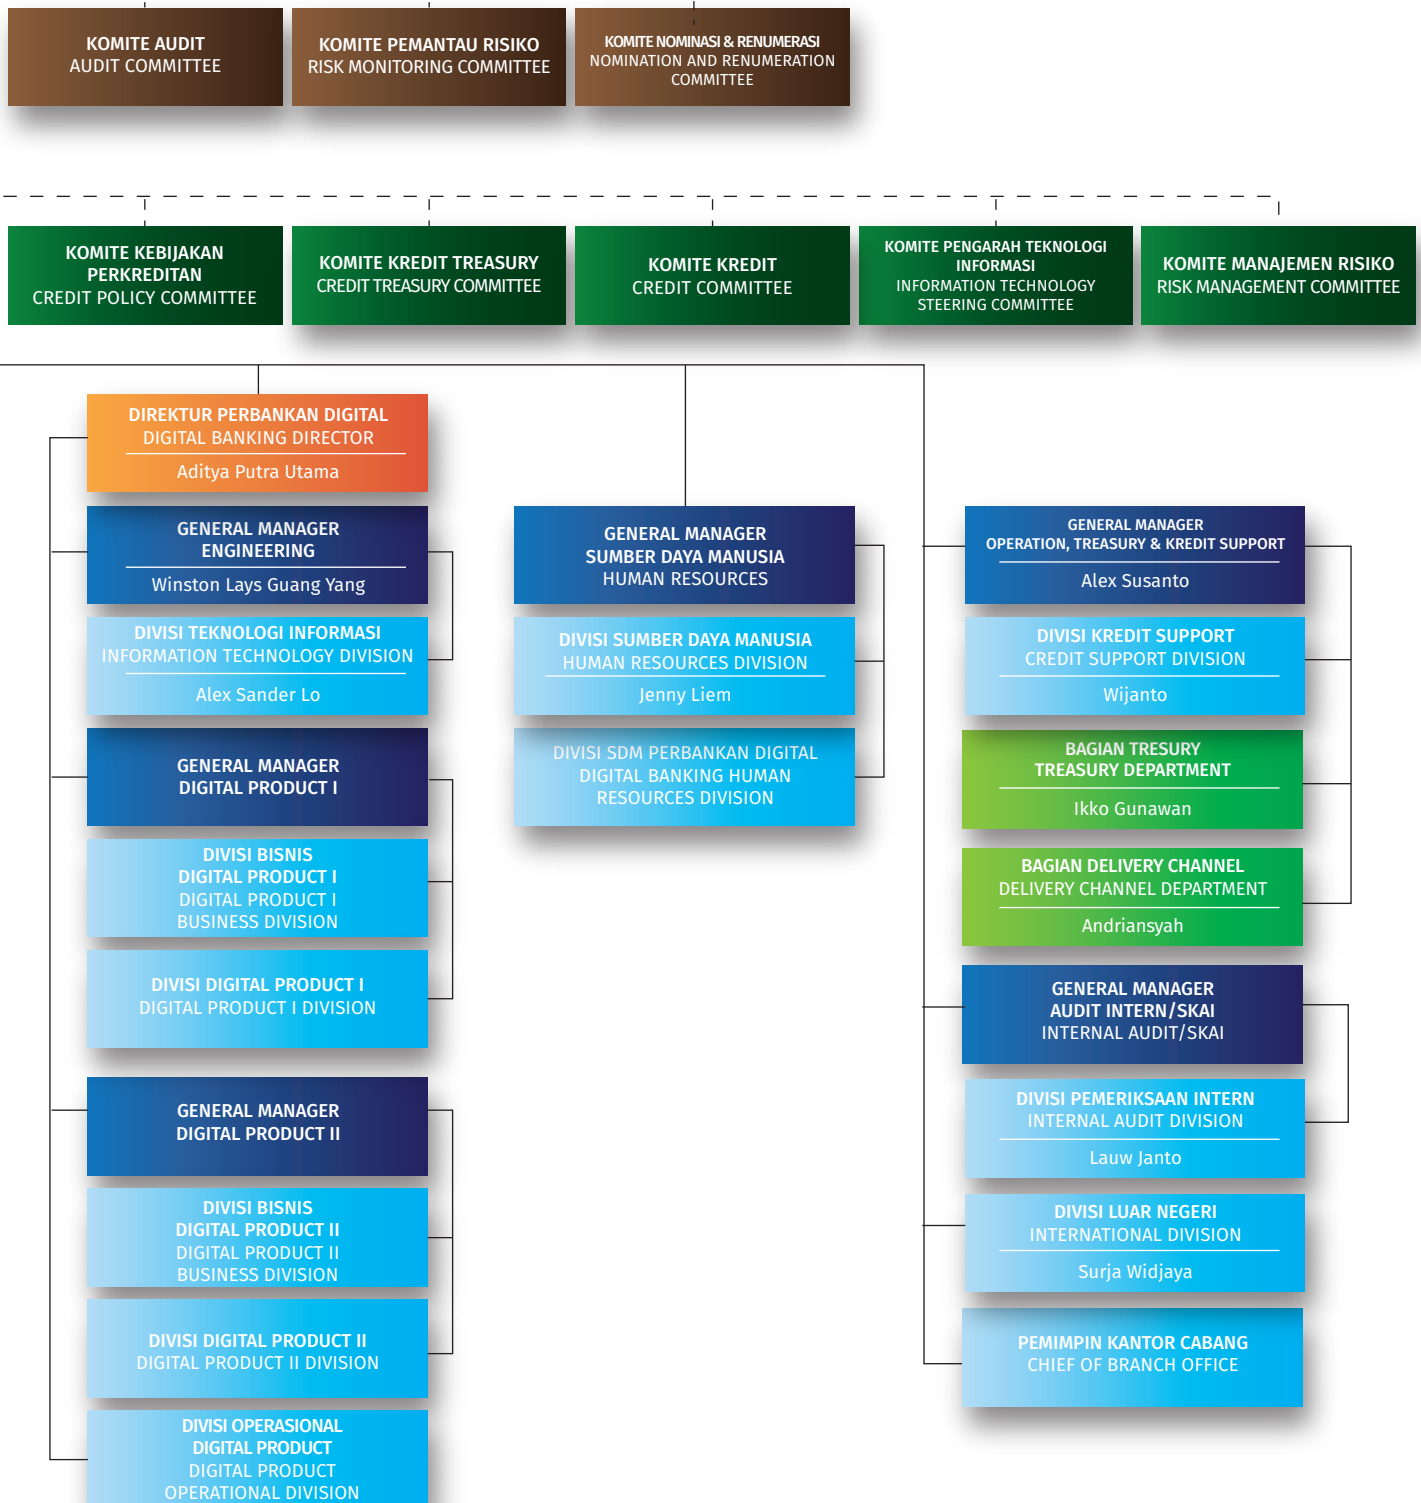 KOMITE AUDIT
AUDIT COMMITTEE
KOMITE PEMANTAU RISIKO
RISK MONITORING COMMITTEE
KOMITE NOMINASI & RENUMERASI
NOMINATION AND RENUMERATION
COMMITTEE
KOMITE KEBIJAKAN
PERKREDITAN
CREDIT POLICY COMMITTEE
KOMITE KREDIT TREASURY
CREDIT TREASURY COMMITTEE
KOMITE KREDIT
CREDIT COMMITTEE
KOMITE PENGARAH TEKNOLOGI
INFORMASI
INFORMATION TECHNOLOGY
STEERING COMMITTEE
KOMITE MANAJEMEN RISIKO
RISK MANAGEMENT COMMITTEE
DIREKTUR PERBANKAN DIGITAL
DIGITAL BANKING DIRECTOR
Aditya Putra Utama
GENERAL MANAGER
ENGINEERING
Winston Lays Guang Yang
DIVISI TEKNOLOGI INFORMASI
INFORMATION TECHNOLOGY DIVISION
Alex Sander Lo
GENERAL MANAGER
DIGITAL PRODUCT I
DIVISI BISNIS
DIGITAL PRODUCT I
DIGITAL PRODUCT I
BUSINESS DIVISION
DIVISI DIGITAL PRODUCT I
DIGITAL PRODUCT I DIVISION
GENERAL MANAGER
DIGITAL PRODUCT II
DIVISI BISNIS
DIGITAL PRODUCT II
DIGITAL PRODUCT II
BUSINESS DIVISION
DIVISI DIGITAL PRODUCT II
DIGITAL PRODUCT II DIVISION
DIVISI OPERASIONAL
DIGITAL PRODUCT
DIGITAL PRODUCT
OPERATIONAL DIVISION
GENERAL MANAGER
SUMBER DAYA MANUSIA
HUMAN RESOURCES
DIVISI SUMBER DAYA MANUSIA
HUMAN RESOURCES DIVISION
Jenny Liem
DIVISI SDM PERBANKAN DIGITAL
DIGITAL BANKING HUMAN
RESOURCES DIVISION
GENERAL MANAGER
OPERATION, TREASURY & KREDIT SUPPORT
Alex Susanto
DIVISI KREDIT SUPPORT
CREDIT SUPPORT DIVISION
Wijanto
BAGIAN TRESURY
TREASURY DEPARTMENT
Ikko Gunawan
BAGIAN DELIVERY CHANNEL
DELIVERY CHANNEL DEPARTMENT
Andriansyah
GENERAL MANAGER
AUDIT INTERN/SKAI
INTERNAL AUDIT/SKAI
DIVISI PEMERIKSAAN INTERN
INTERNAL AUDIT DIVISION
Lauw Janto
DIVISI LUAR NEGERI
INTERNATIONAL DIVISION
Surja Widjaya
PEMIMPIN KANTOR CABANG
CHIEF OF BRANCH OFFICE